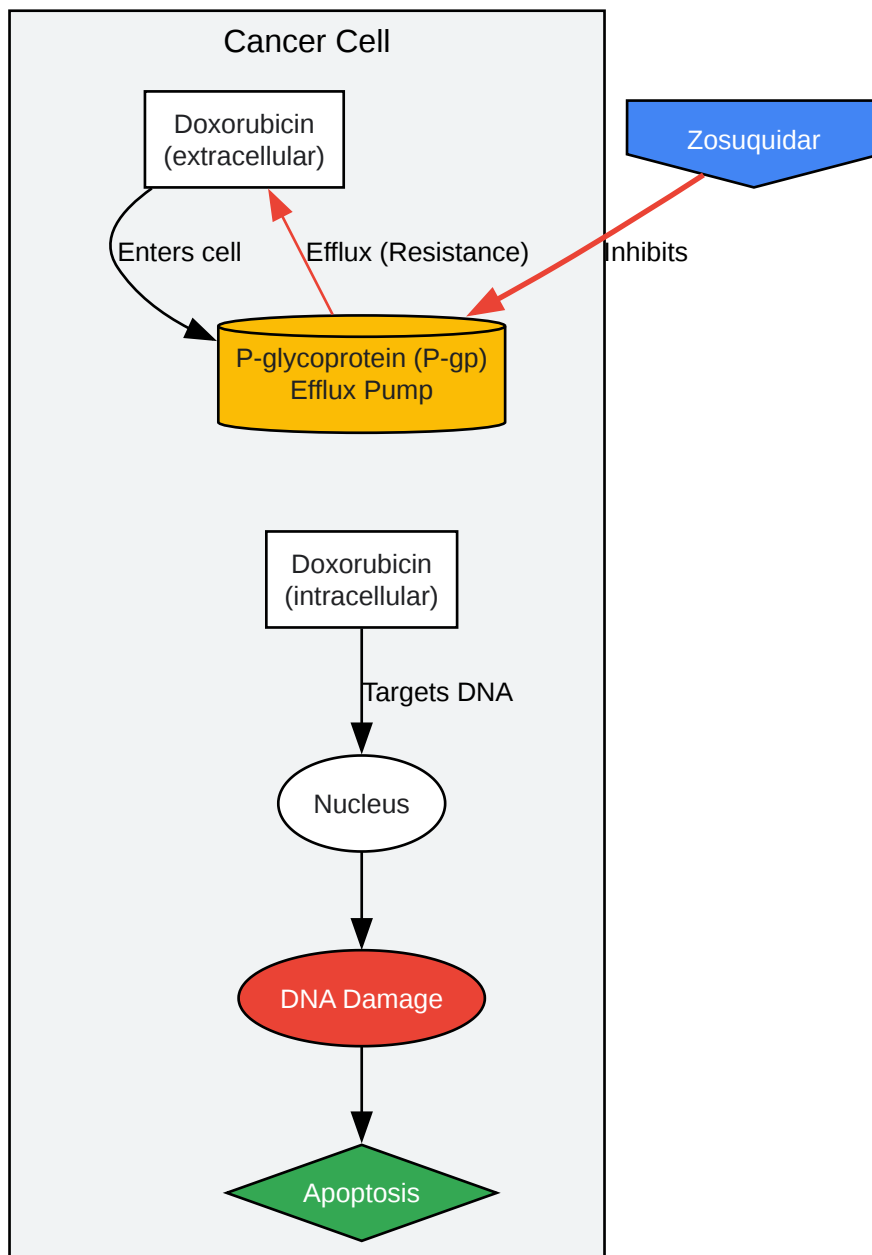 Cancer Cell
Doxorubicin
(extracellular)
Zosuquidar
Enters cell
Efflux (Resistance)
Inhibits
P-glycoprotein (P-gp)
Efflux Pump
Doxorubicin
(intracellular)
Targets DNA
Nucleus
DNA Damage
Apoptosis